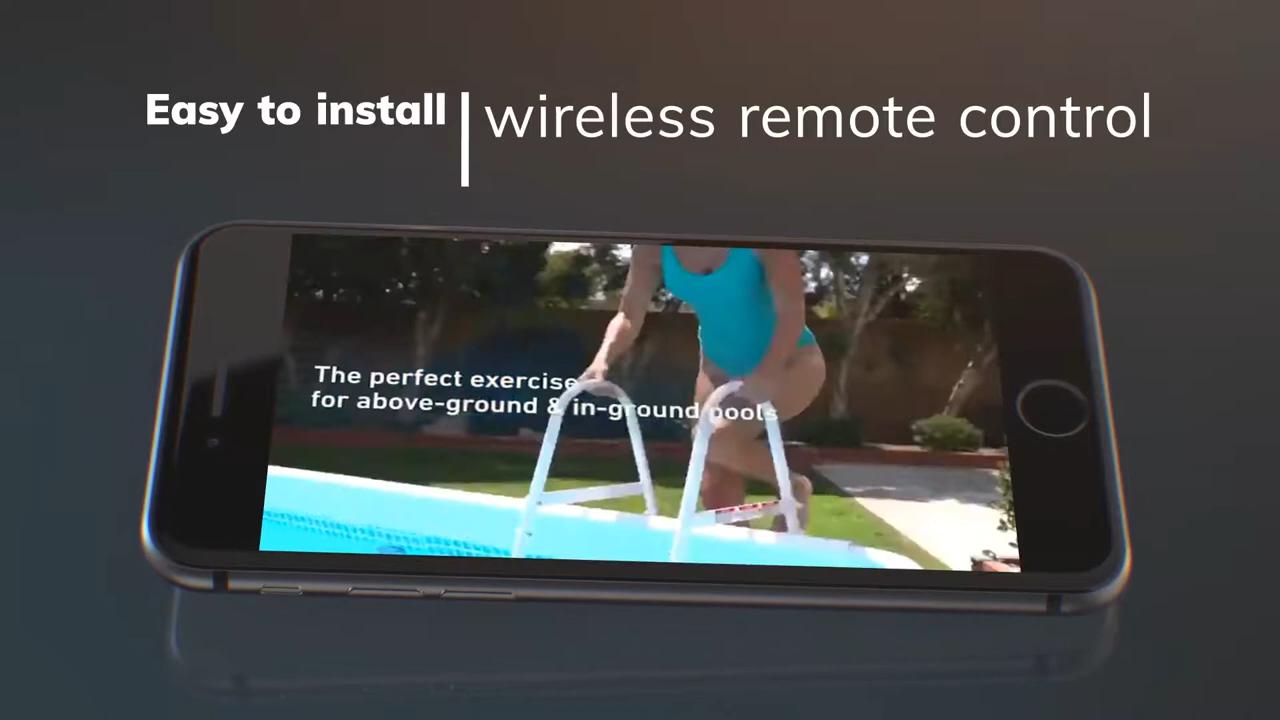 Easy to install
wireless remote control
The perfect exercise
for above-ground & in-ground pools